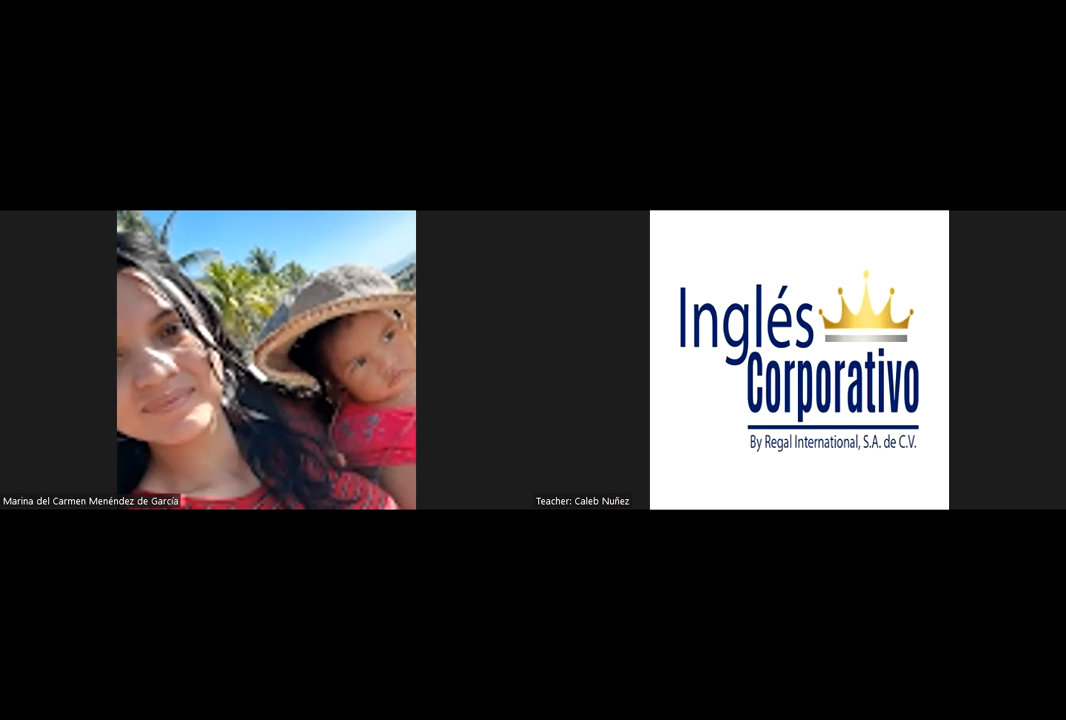 Inglés
Corporativo
By Regal International, S.A. de C.V.
Marina del Carmen Menéndez de García
Teacher: Caleb Nuñez